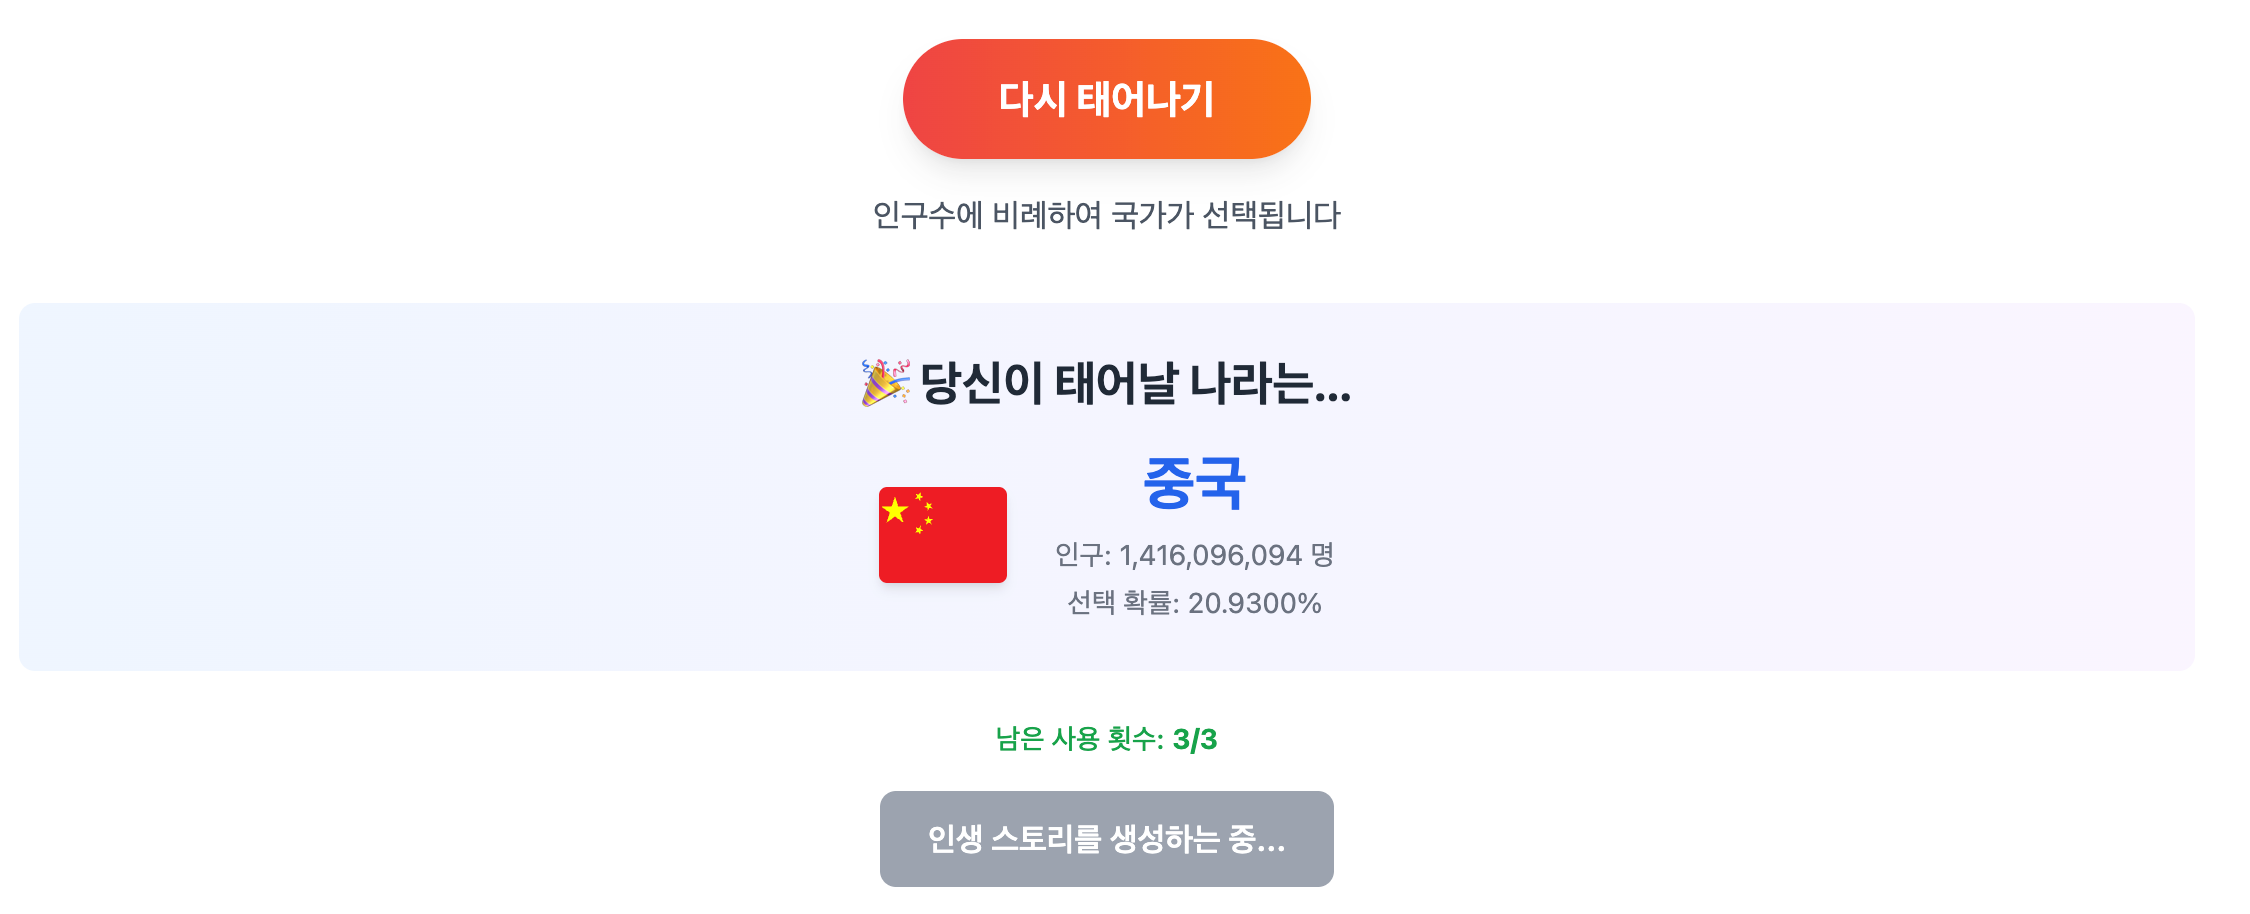 다시 태어나기
인구수에 비례하여 국가가 선택됩니다
🎉 당신이 태어날 나라는...
중국
인구: 1,416,096,094 명
선택 확률: 20.9300%
남은 사용 횟수: 3/3
인생 스토리를 생성하는 중...